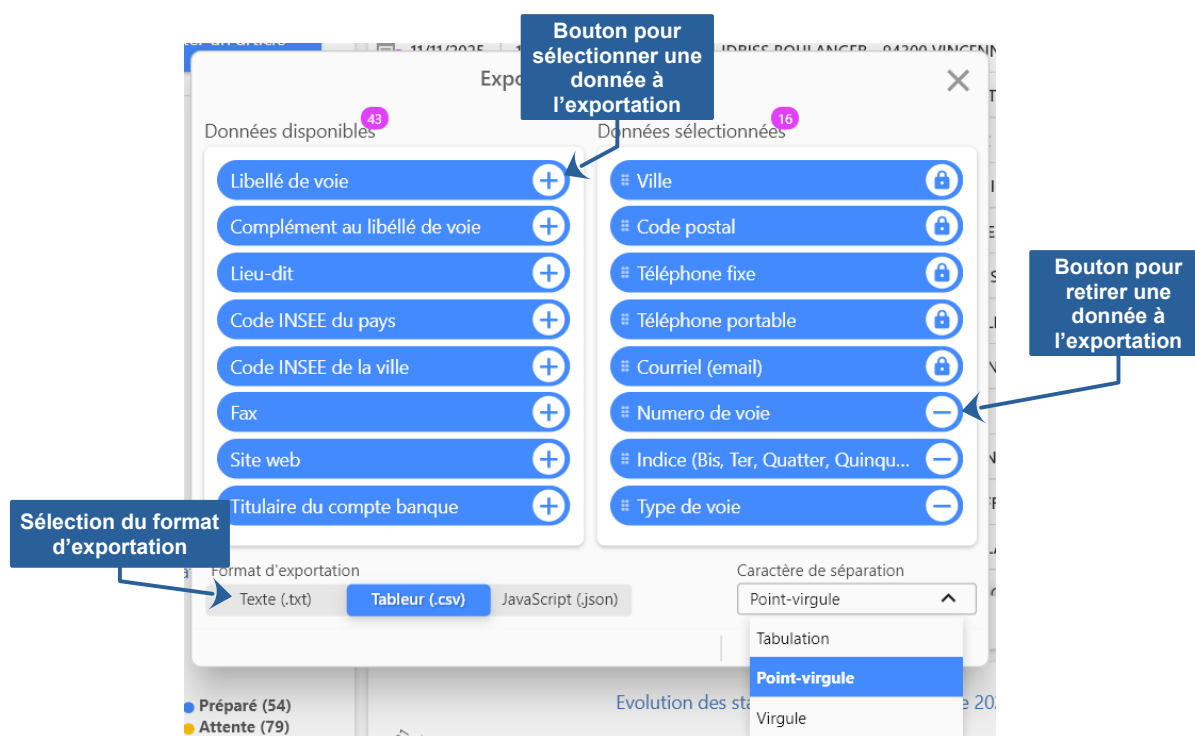 Bouton pour
sélectionner une
donnée à
l'exportation
11/11/2025
IDRISS BOULANGER
94300 VINCENN
Données disponibles
43
Données sélectionnées
16
Libellé de voie
Complément au libéllé de voie
Lieu-dit
Code INSEE du pays
Code INSEE de la ville
Fax
Site web
Titulaire du compte banque
Ville
Code postal
Téléphone fixe
Téléphone portable
Courriel (email)
Numero de voie
Indice (Bis, Ter, Quatter, Quinqu...
Type de voie
Bouton pour
retirer une
donnée à
l'exportation
Sélection du format
d'exportation
Format d'exportation
Texte (.txt)
Tableur (.csv)
JavaScript (.json)
Caractère de séparation
Point-virgule
Tabulation
Point-virgule
Virgule
Préparé (54)
Attente (79)
Evolution des